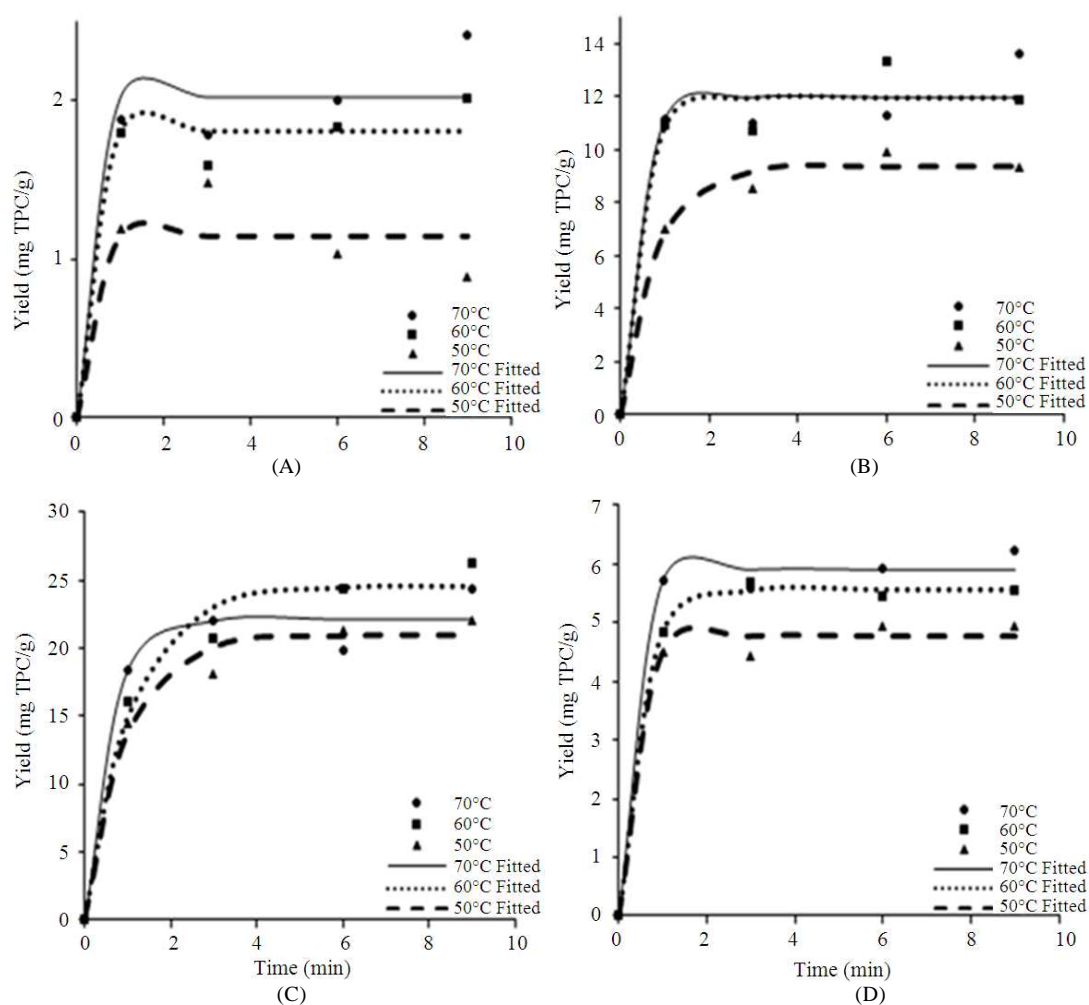 Yield (mg TPC/g)
2
1
0
70°C
60°C
50°C
70°C Fitted
60°C Fitted
50°C Fitted
0 2 4 6 8 10
(A)
Yield (mg TPC/g)
14
12
10
8
6
4
2
0
70°C
60°C
50°C
70°C Fitted
60°C Fitted
50°C Fitted
0 2 4 6 8 10
(B)
Yield (mg TPC/g)
30
25
20
15
10
5
0
70°C
60°C
50°C
70°C Fitted
60°C Fitted
50°C Fitted
0 2 4 6 8 10
Time (min)
(C)
Yield (mg TPC/g)
7
6
5
4
3
2
1
0
70°C
60°C
50°C
70°C Fitted
60°C Fitted
50°C Fitted
0 2 4 6 8 10
Time (min)
(D)